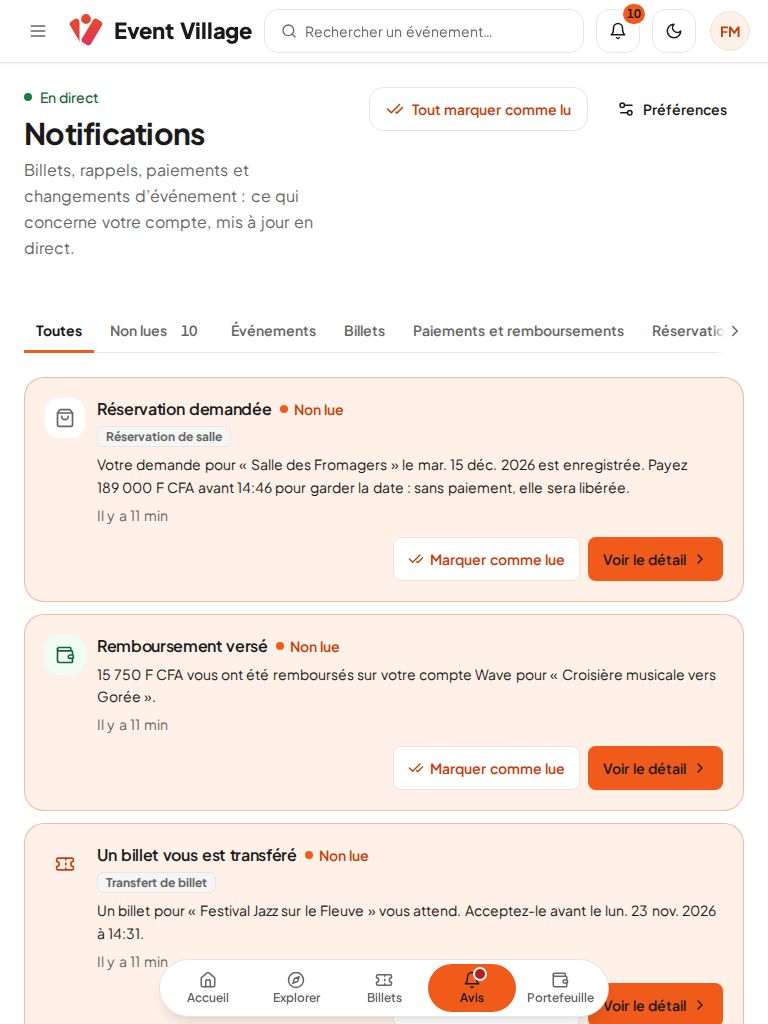 Event Village
Rechercher un événement…
10
FM
En direct
Notifications
Billets, rappels, paiements et
changements d’événement : ce qui
concerne votre compte, mis à jour en
direct.
Tout marquer comme lu
Préférences
Toutes
Non lues 10
Événements
Billets
Paiements et remboursements
Réservatio
Réservation demandée
Non lue
Réservation de salle
Votre demande pour « Salle des Fromagers » le mar. 15 déc. 2026 est enregistrée. Payez
189 000 F CFA avant 14:46 pour garder la date : sans paiement, elle sera libérée.
Il y a 11 min
Marquer comme lue
Voir le détail
Remboursement versé
Non lue
15 750 F CFA vous ont été remboursés sur votre compte Wave pour « Croisière musicale vers
Gorée ».
Il y a 11 min
Marquer comme lue
Voir le détail
Un billet vous est transféré
Non lue
Transfert de billet
Un billet pour « Festival Jazz sur le Fleuve » vous attend. Acceptez-le avant le lun. 23 nov. 2026
à 14:31.
Il y a 11 min
Voir le détail
Accueil
Explorer
Billets
Avis
Portefeuille